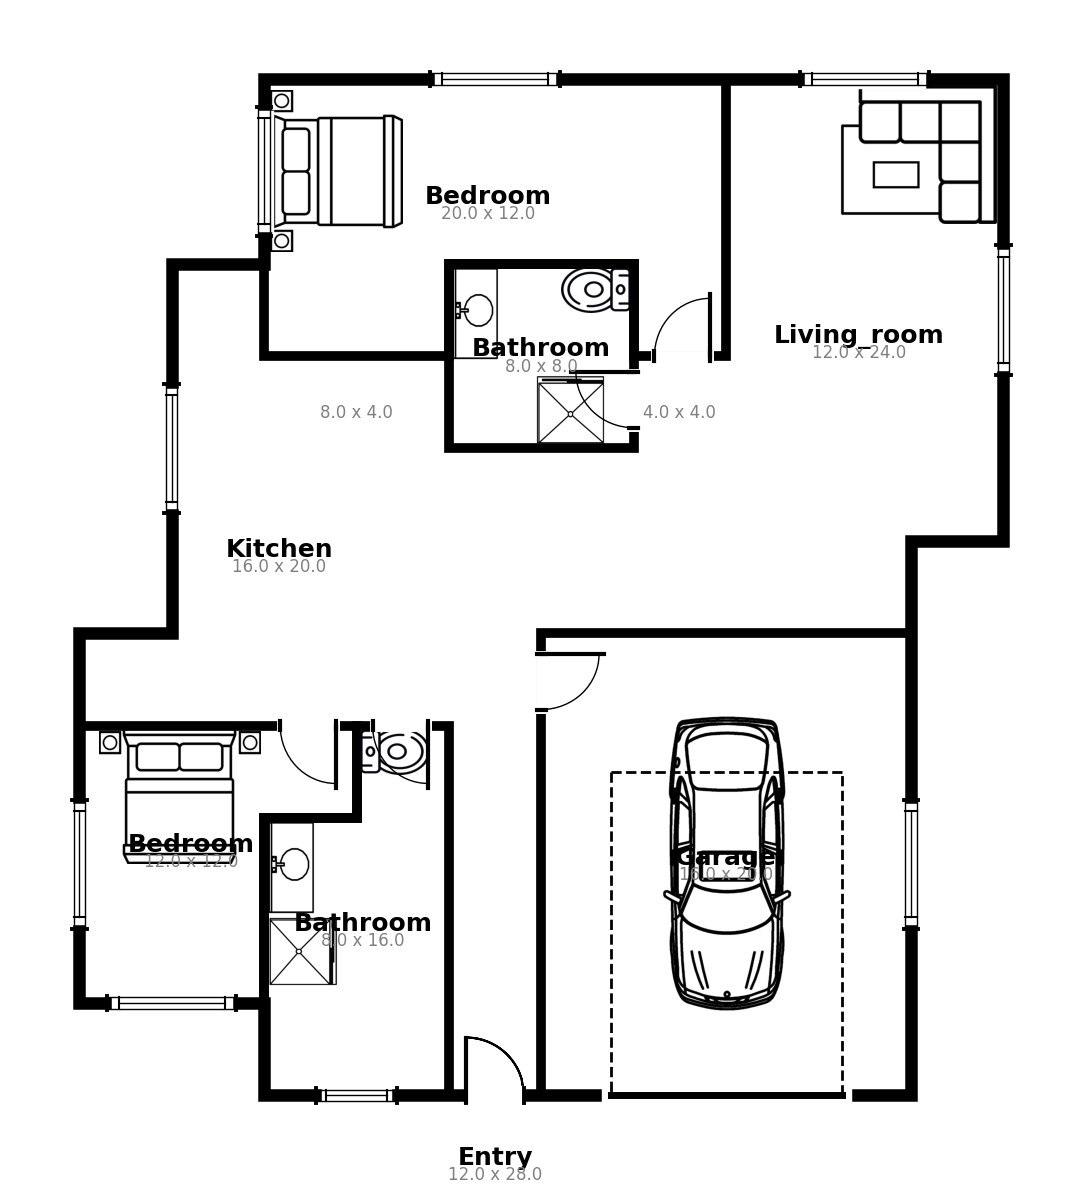 Bedroom
20.0 x 12.0
Living_room
12.0 x 24.0
Bathroom
8.0 x 8.0
8.0 x 4.0
4.0 x 4.0
Kitchen
16.0 x 20.0
Bedroom
12.0 x 12.0
Garage
16.0 x 20.0
Bathroom
8.0 x 16.0
Entry
12.0 x 28.0